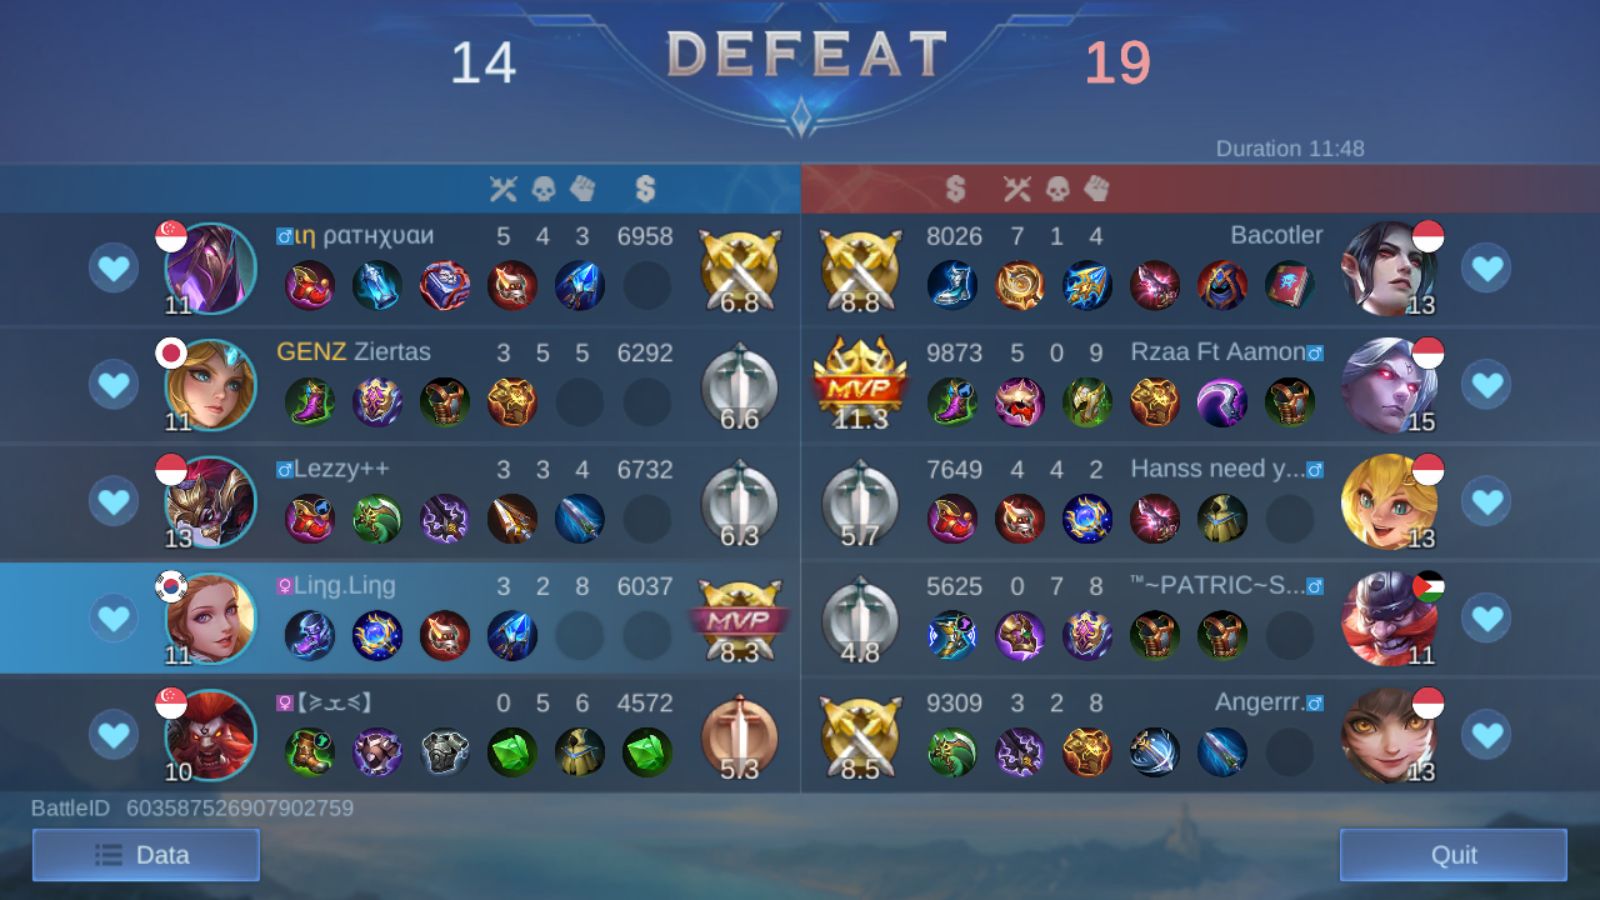 14 DEFEAT 19
Duration 11:48
ιη ρατнχυαи 5 4 3 6958
11 6.8
8026 7 1 4 Bacotler
8.8 13
GENZ Ziertas 3 5 5 6292
11 6.6
MVP 9873 5 0 9 Rzaa Ft Aamon
11.3 15
Lezzy++ 3 3 4 6732
13 6.3
7649 4 4 2 Hanss need y...
5.7 13
Liηg.Liηg 3 2 8 6037 MVP
11 8.3
5625 0 7 8 ™~PATRIC~S...
4.8 11
0 5 6 4572
10 5.3
9309 3 2 8 Angerrr.
8.5 13
BattleID 603587526907902759
Data
Quit